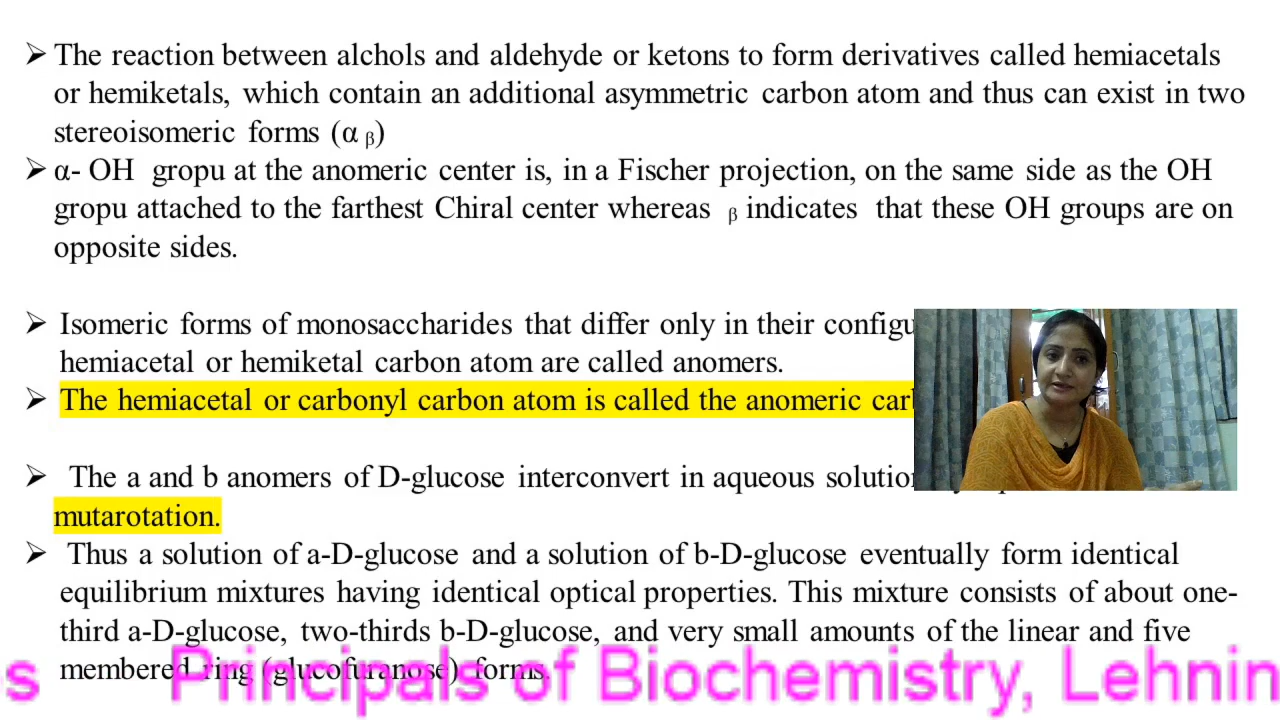 ➢ The reaction between alchols and aldehyde or ketons to form derivatives called hemiacetals
or hemiketals, which contain an additional asymmetric carbon atom and thus can exist in two
stereoisomeric forms (α β)
➢ α- OH gropu at the anomeric center is, in a Fischer projection, on the same side as the OH
gropu attached to the farthest Chiral center whereas β indicates that these OH groups are on
opposite sides.
➢ Isomeric forms of monosaccharides that differ only in their
hemiacetal or hemiketal carbon atom are called anomers.
➢ The hemiacetal or carbonyl carbon atom is called the anomeric
➢ The a and b anomers of D-glucose interconvert in aqueous
mutarotation.
➢ Thus a solution of a-D-glucose and a solution of b-D-glucose eventually form identical
equilibrium mixtures having identical optical properties. This mixture consists of about one-
third a-D-glucose, two-thirds b-D-glucose, and very small amounts of the linear and five
membered ring (glucofuranose) forms.
s Principals of Biochemistry, Lehnin